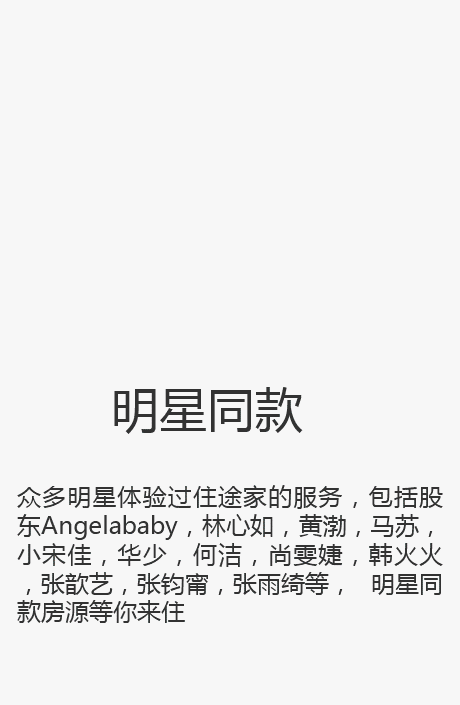 明星同款
众多明星体验过住途家的服务，包括股
东Angelababy，林心如，黄渤，马苏，
小宋佳，华少，何洁，尚雯婕，韩火火
，张歆艺，张钧甯，张雨绮等， 明星同
款房源等你来住